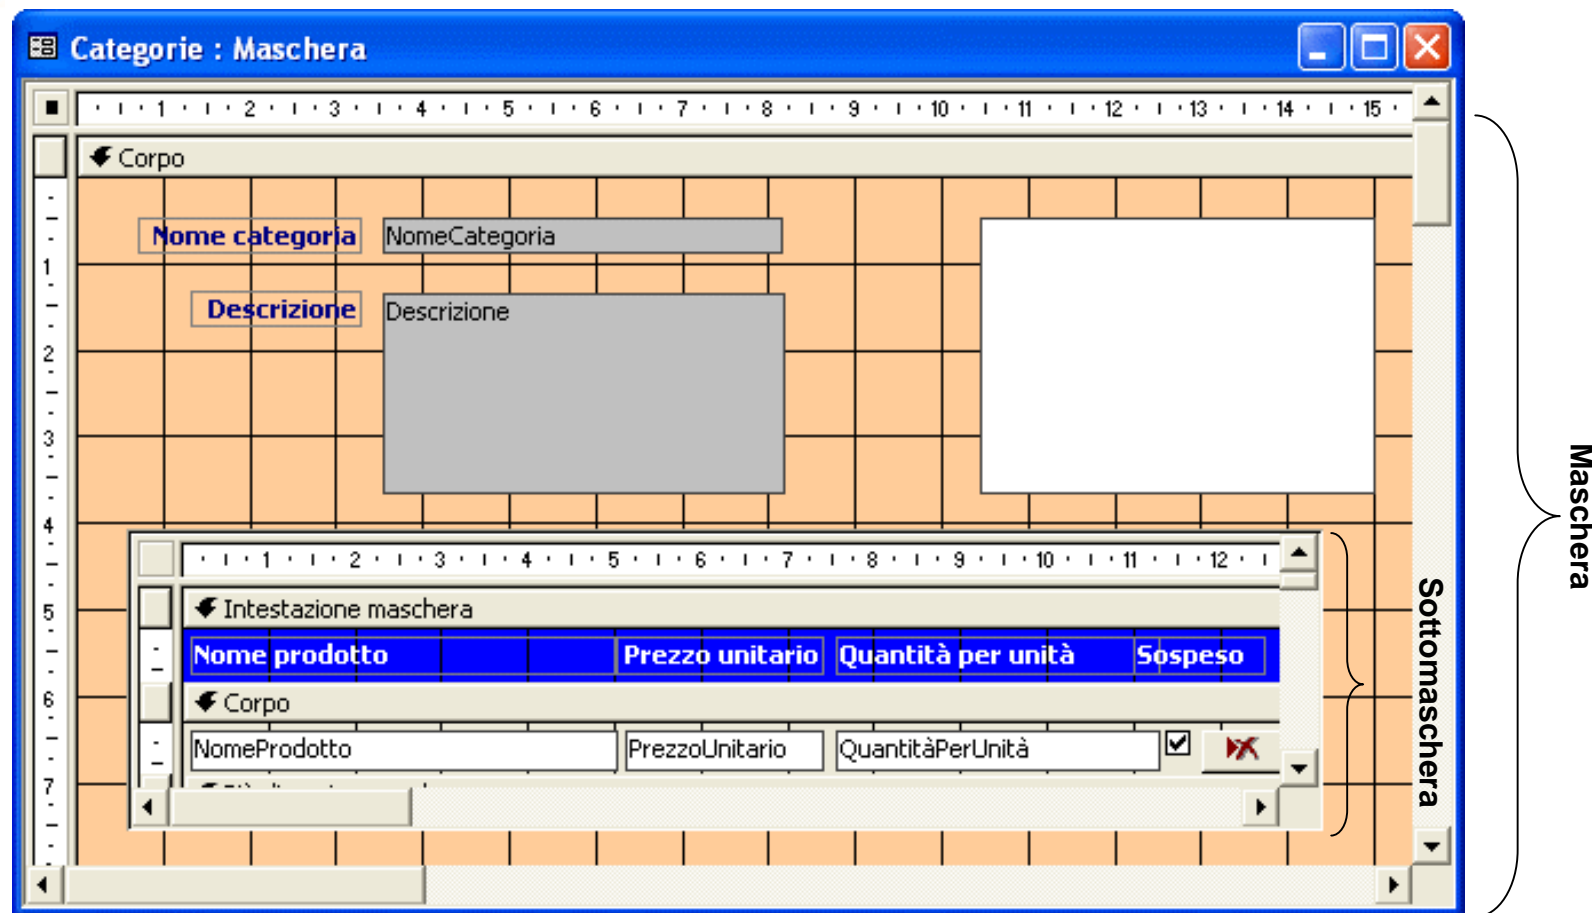 Categorie : Maschera
1 2 3 4 5 6 7 8 9 10 11 12 13 14 15
Corpo
Nome categoria NomeCategoria
Descrizione Descrizione
1
2
3
4
5
6
7
1 2 3 4 5 6 7 8 9 10 11 12
Intestazione maschera
Nome prodotto Prezzo unitario Quantità per unità Sospeso
Corpo
NomeProdotto PrezzoUnitario QuantitàPerUnità
Sottomaschera
Maschera